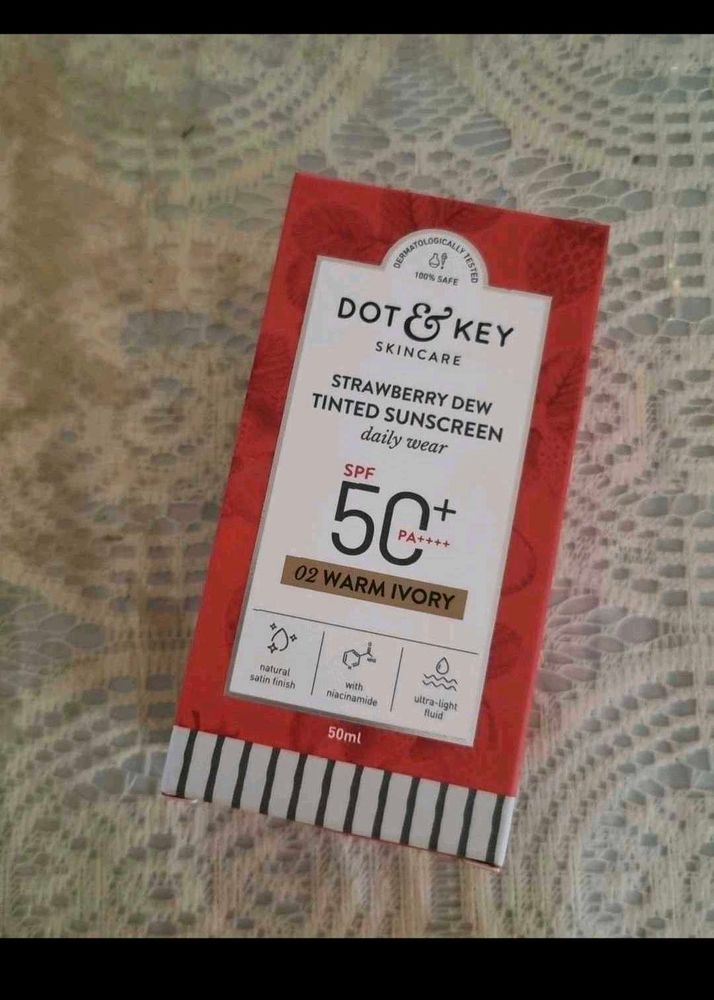 DERMATOLOGICALLY TESTED
100% SAFE
DOT & KEY
SKINCARE
STRAWBERRY DEW
TINTED SUNSCREEN
daily wear
SPF
50+
PA++++
02 WARM IVORY
natural
satin finish
with
niacinamide
ultra-light
fluid
50ml